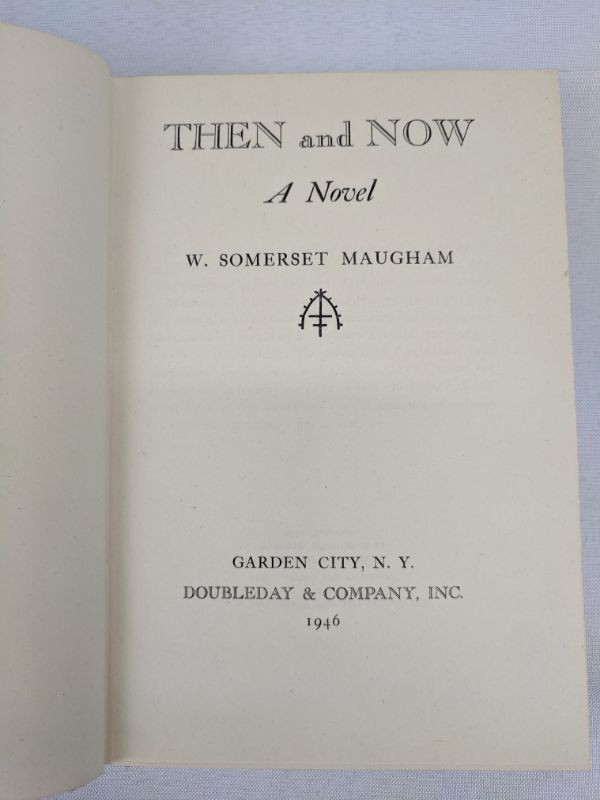 THEN and NOW
A Novel
W. SOMERSET MAUGHAM
GARDEN CITY, N. Y.
DOUBLEDAY & COMPANY, INC.
1946